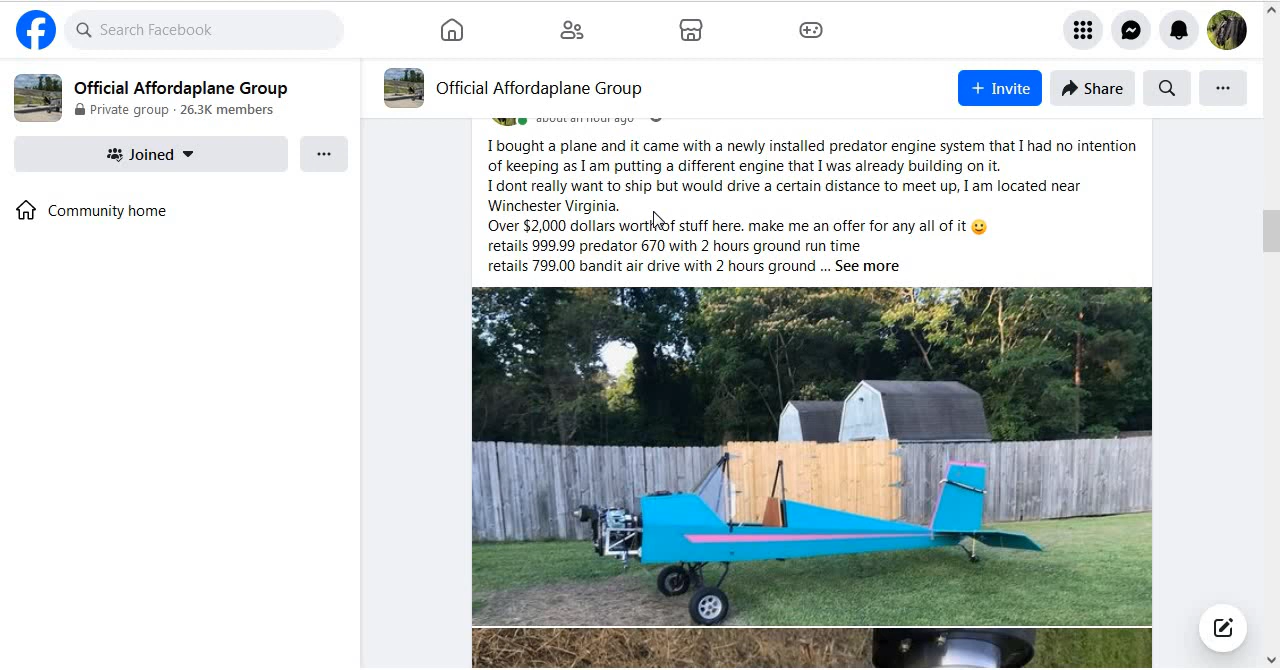 Search Facebook
Official Affordaplane Group
Private group · 26.3K members
Joined
Community home
Official Affordaplane Group
+ Invite
Share
about an hour ago
I bought a plane and it came with a newly installed predator engine system that I had no intention
of keeping as I am putting a different engine that I was already building on it.
I dont really want to ship but would drive a certain distance to meet up, I am located near
Winchester Virginia.
Over $2,000 dollars worth of stuff here. make me an offer for any all of it 🙂
retails 999.99 predator 670 with 2 hours ground run time
retails 799.00 bandit air drive with 2 hours ground ... See more